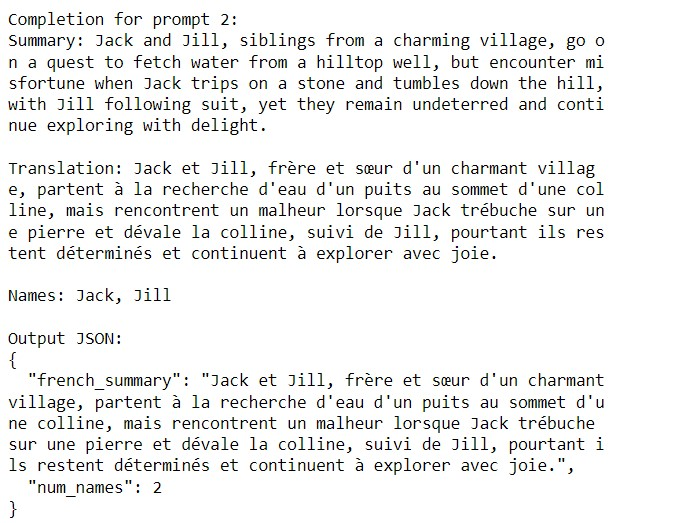 Completion for prompt 2:
Summary: Jack and Jill, siblings from a charming village, go o
n a quest to fetch water from a hilltop well, but encounter mi
sfortune when Jack trips on a stone and tumbles down the hill,
with Jill following suit, yet they remain undeterred and conti
nue exploring with delight.

Translation: Jack et Jill, frère et sœur d'un charmant villag
e, partent à la recherche d'eau d'un puits au sommet d'une col
line, mais rencontrent un malheur lorsque Jack trébuche sur un
e pierre et dévale la colline, suivi de Jill, pourtant ils res
tent déterminés et continuent à explorer avec joie.

Names: Jack, Jill

Output JSON:
{
  "french_summary": "Jack et Jill, frère et sœur d'un charmant
village, partent à la recherche d'eau d'un puits au sommet d'u
ne colline, mais rencontrent un malheur lorsque Jack trébuche
sur une pierre et dévale la colline, suivi de Jill, pourtant i
ls restent déterminés et continuent à explorer avec joie.",
  "num_names": 2
}